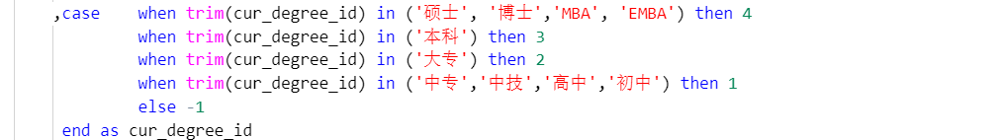 ,case    when trim(cur_degree_id) in ('硕士', '博士','MBA', 'EMBA') then 4
when trim(cur_degree_id) in ('本科') then 3
when trim(cur_degree_id) in ('大专') then 2
when trim(cur_degree_id) in ('中专','中技','高中','初中') then 1
else -1
end as cur_degree_id